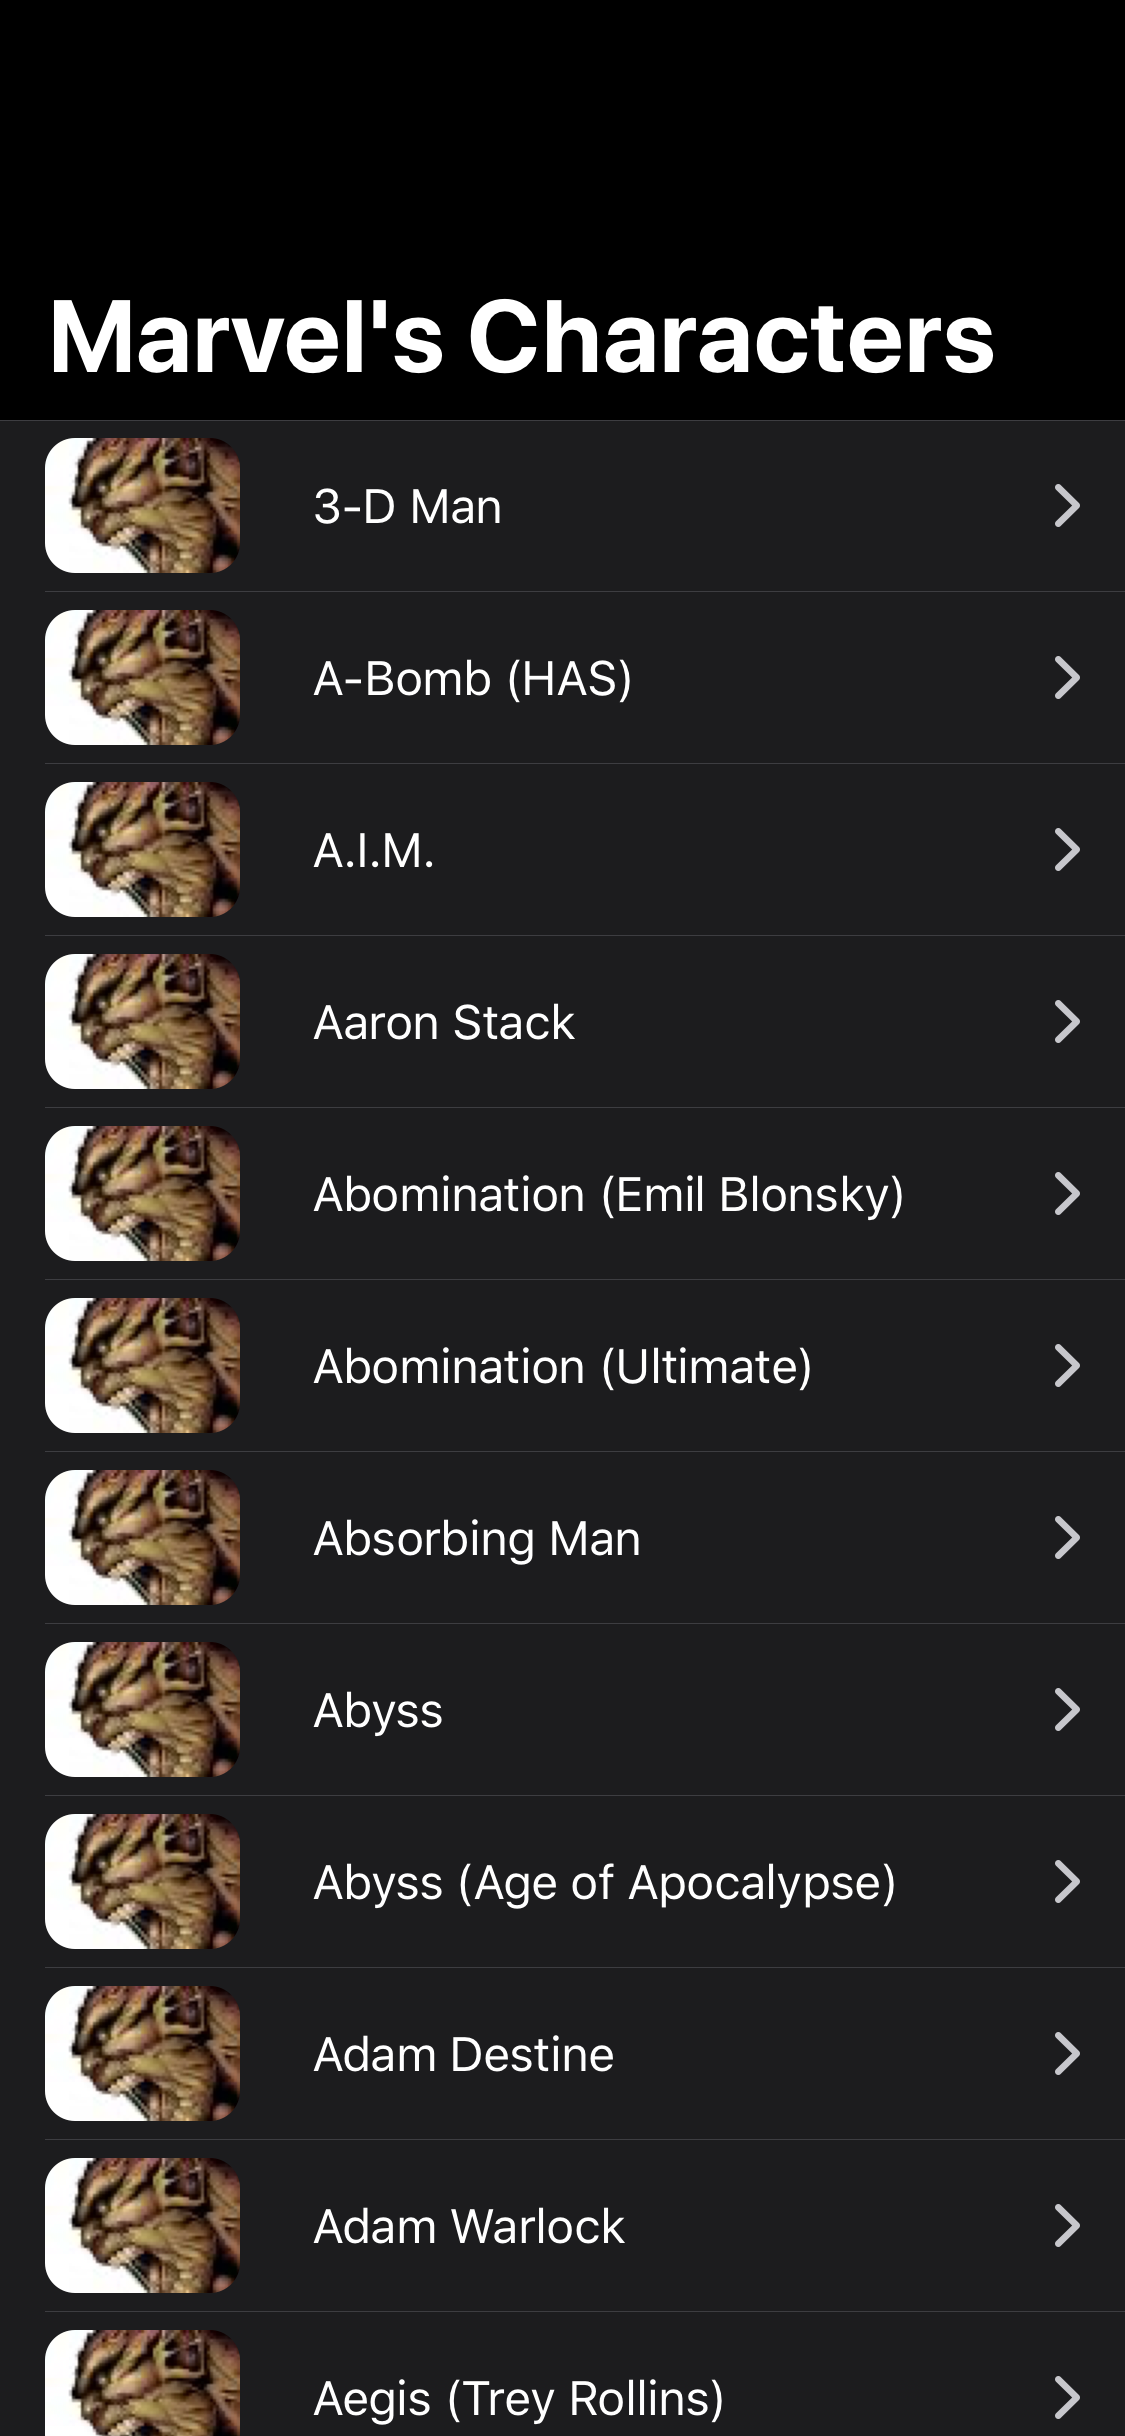 Marvel's Characters
3-D Man
A-Bomb (HAS)
A.I.M.
Aaron Stack
Abomination (Emil Blonsky)
Abomination (Ultimate)
Absorbing Man
Abyss
Abyss (Age of Apocalypse)
Adam Destine
Adam Warlock
Aegis (Trey Rollins)